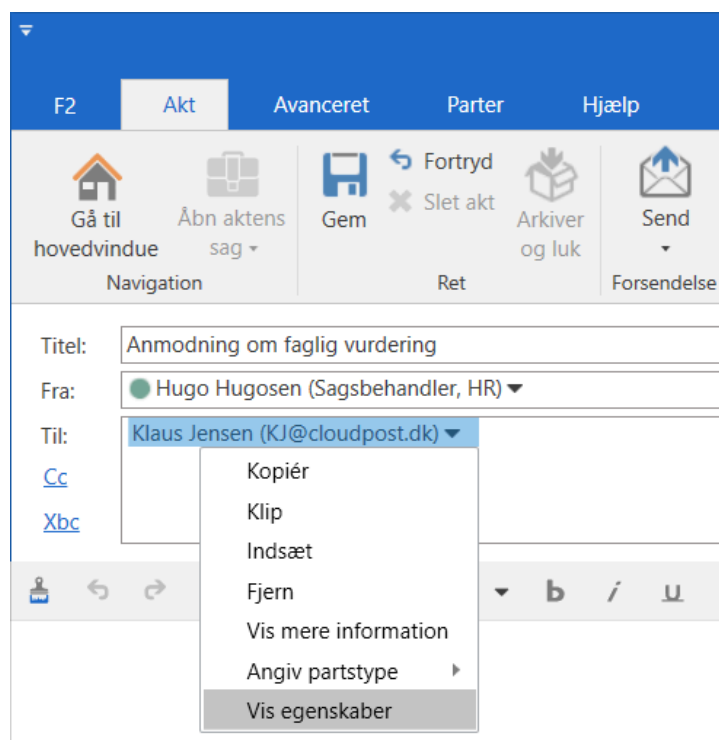 F2 Akt Avanceret Parter Hjælp
Gå til
hovedvindue
Åbn aktens
sag
Navigation
Gem
Fortryd
Slet akt
Arkiver
og luk
Ret
Send
Forsendelse
Titel: Anmodning om faglig vurdering
Fra: Hugo Hugosen (Sagsbehandler, HR)
Til: Klaus Jensen (KJ@cloudpost.dk)
Cc
Xbc
Kopiér
Klip
Indsæt
Fjern
Vis mere information
Angiv partstype
Vis egenskaber
b i u